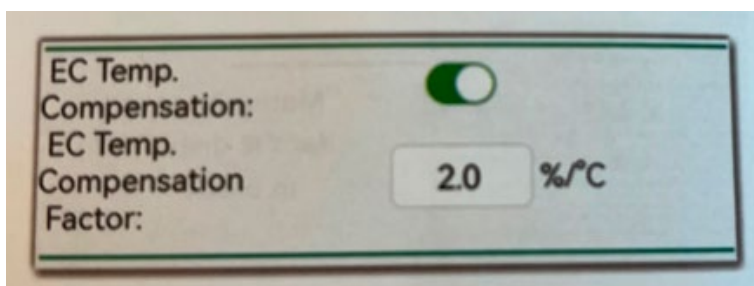 EC Temp.
Compensation:
EC Temp.
Compensation
Factor:
2.0 %/°C